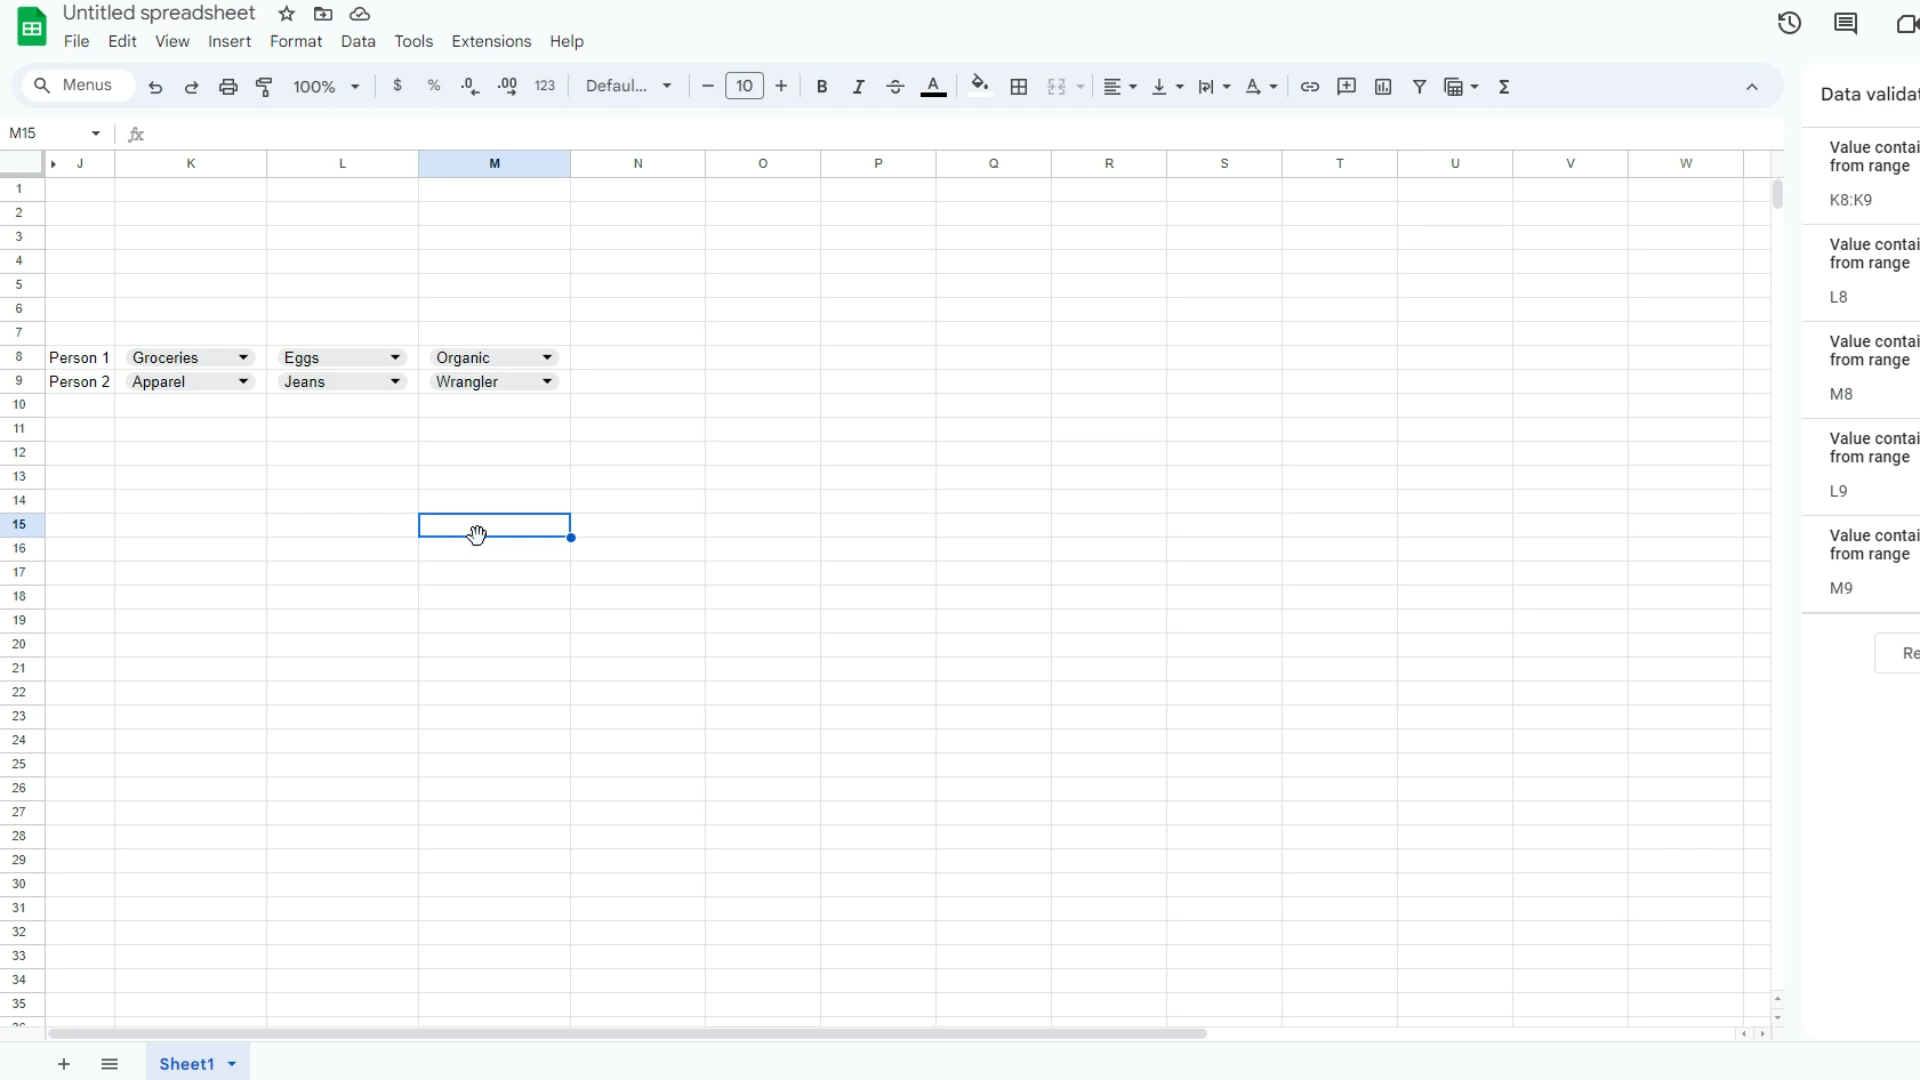 Untitled spreadsheet
File Edit View Insert Format Data Tools Extensions Help
Menus 100% $ % .0 .00 123 Defaul... − 10 + B I S A Σ
Data validat
M15 fx
J K L M N O P Q R S T U V W
1
2
3
4
5
6
7
8 Person 1 Groceries Eggs Organic
9 Person 2 Apparel Jeans Wrangler
10
11
12
13
14
15
16
17
18
19
20
21
22
23
24
25
26
27
28
29
30
31
32
33
34
35
Value contai
from range
K8:K9
Value contai
from range
L8
Value contai
from range
M8
Value contai
from range
L9
Value contai
from range
M9
Re
+ Sheet1